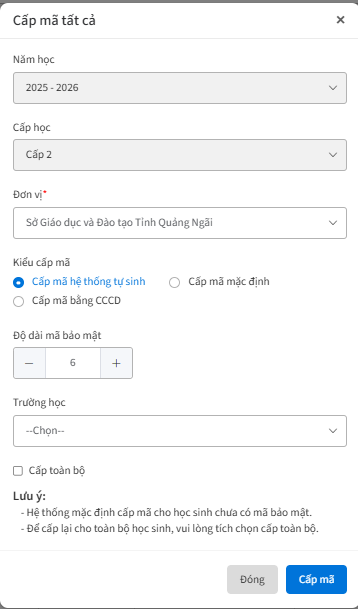 Cấp mã tất cả
×
Năm học
2025 - 2026
Cấp học
Cấp 2
Đơn vị*
Sở Giáo dục và Đào tạo Tỉnh Quảng Ngãi
Kiểu cấp mã
Cấp mã hệ thống tự sinh
Cấp mã mặc định
Cấp mã bằng CCCD
Độ dài mã bảo mật
− 6 +
Trường học
--Chọn--
Cấp toàn bộ
Lưu ý:
- Hệ thống mặc định cấp mã cho học sinh chưa có mã bảo mật.
- Để cấp lại cho toàn bộ học sinh, vui lòng tích chọn cấp toàn bộ.
Đóng
Cấp mã